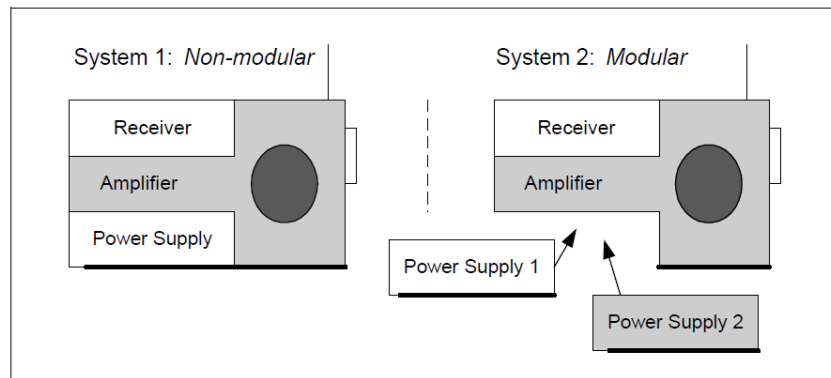 System 1: Non-modular
Receiver
Amplifier
Power Supply
System 2: Modular
Receiver
Amplifier
Power Supply 1
Power Supply 2